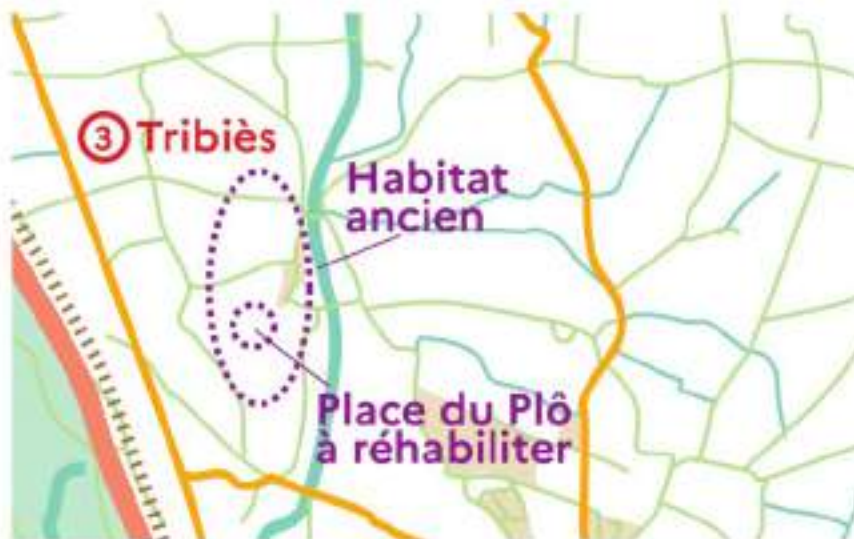 3 Tribiès
Habitat
ancien
Place du Plô
à réhabiliter